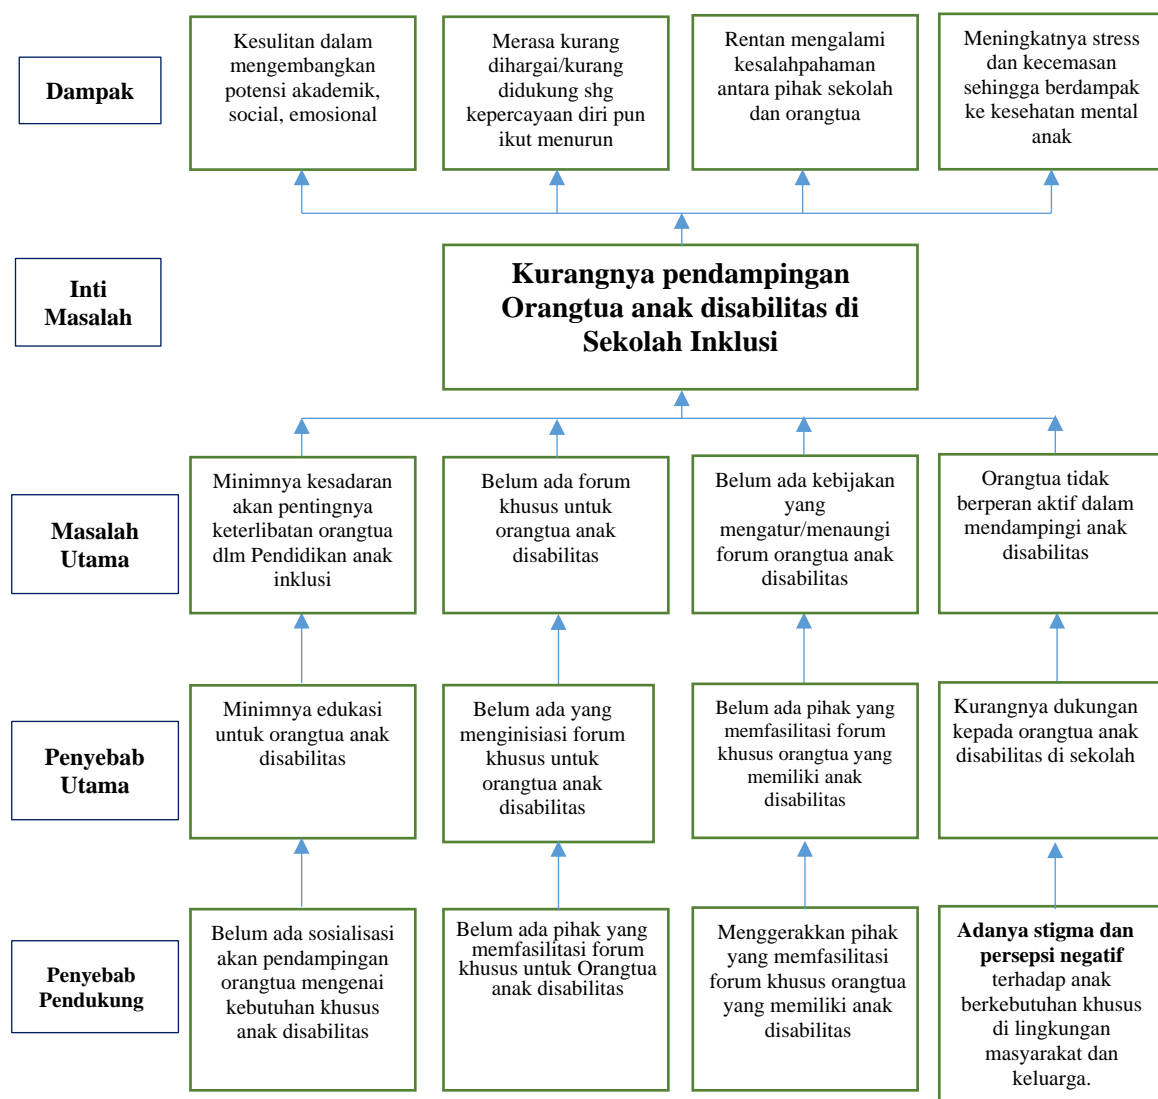 Dampak
Kesulitan dalam
mengembangkan
potensi akademik,
social, emosional
Merasa kurang
dihargai/kurang
didukung shg
kepercayaan diri pun
ikut menurun
Rentan mengalami
kesalahpahaman
antara pihak sekolah
dan orangtua
Meningkatnya stress
dan kecemasan
sehingga berdampak
ke kesehatan mental
anak
Inti
Masalah
Kurangnya pendampingan
Orangtua anak disabilitas di
Sekolah Inklusi
Masalah
Utama
Minimnya kesadaran
akan pentingnya
keterlibatan orangtua
dlm Pendidikan anak
inklusi
Belum ada forum
khusus untuk
orangtua anak
disabilitas
Belum ada kebijakan
yang
mengatur/menaungi
forum orangtua anak
disabilitas
Orangtua tidak
berperan aktif dalam
mendampingi anak
disabilitas
Penyebab
Utama
Minimnya edukasi
untuk orangtua anak
disabilitas
Belum ada yang
menginisiasi forum
khusus untuk
orangtua anak
disabilitas
Belum ada pihak yang
memfasilitasi forum
khusus orangtua yang
memiliki anak
disabilitas
Kurangnya dukungan
kepada orangtua anak
disabilitas di sekolah
Penyebab
Pendukung
Belum ada sosialisasi
akan pendampingan
orangtua mengenai
kebutuhan khusus
anak disabilitas
Belum ada pihak yang
memfasilitasi forum
khusus untuk Orangtua
anak disabilitas
Menggerakkan pihak
yang memfasilitasi
forum khusus orangtua
yang memiliki anak
disabilitas
Adanya stigma dan
persepsi negatif
terhadap anak
berkebutuhan khusus
di lingkungan
masyarakat dan
keluarga.